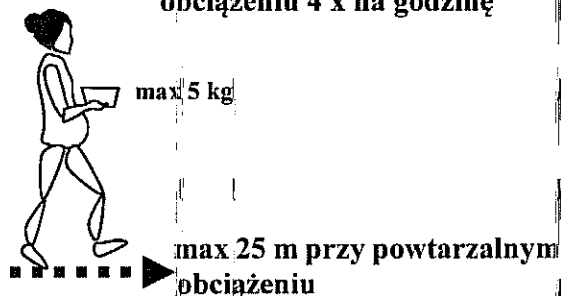 obciążeniu 4 x na godzinę
max 5 kg
max 25 m przy powtarzalnym
obciążeniu